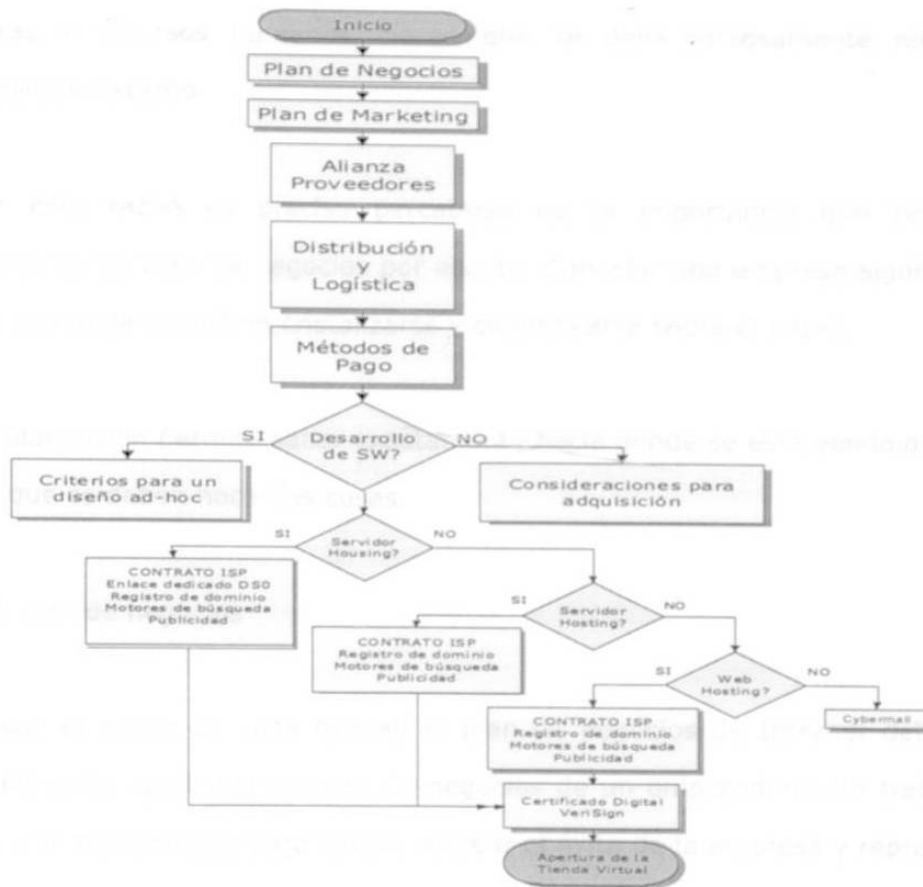 Inicio
Plan de Negocios
Plan de Marketing
Alianza
Proveedores
Distribución
y
Logística
Métodos de
Pago
SI
Desarrollo
de SW?
NO
Criterios para un
diseño ad-hoc
Consideraciones para
adquisición
SI
Servidor
Housing?
NO
CONTRATO ISP
Enlace dedicado DS0
Registro de dominio
Motores de búsqueda
Publicidad
SI
Servidor
Hosting?
NO
CONTRATO ISP
Registro de dominio
Motores de búsqueda
Publicidad
SI
Web
Hosting?
NO
CONTRATO ISP
Registro de dominio
Motores de búsqueda
Publicidad
Cybermall
Certificado Digital
VeriSign
Apertura de la
Tienda Virtual